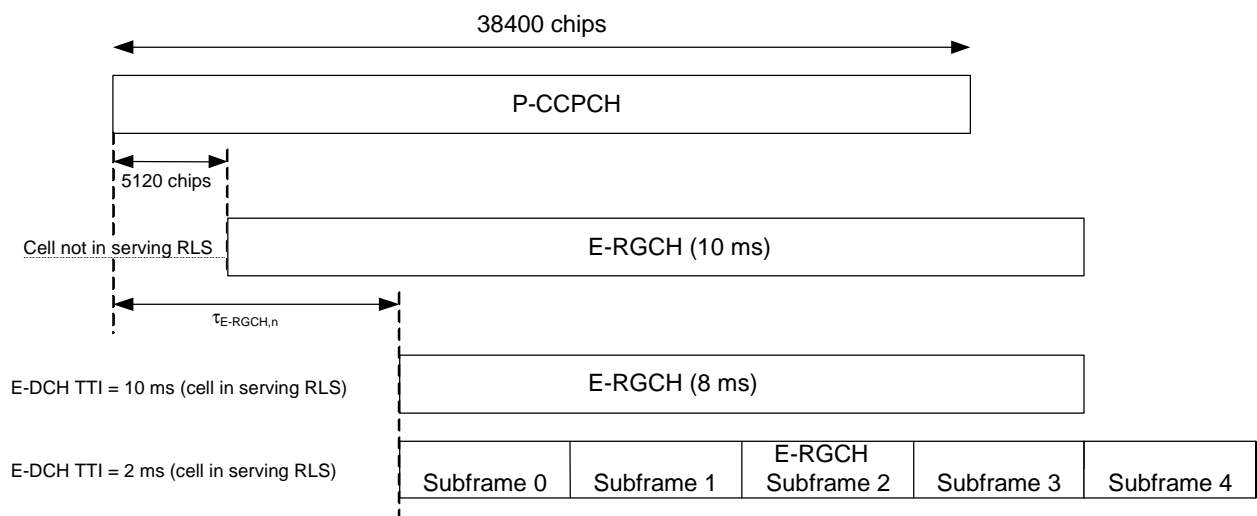 38400 chips
P-CCPCH
5120 chips
Cell not in serving RLS
E-RGCH (10 ms)
τE-RGCH,n
E-DCH TTI = 10 ms (cell in serving RLS)
E-RGCH (8 ms)
E-DCH TTI = 2 ms (cell in serving RLS)
E-RGCH
Subframe 0 Subframe 1 Subframe 2 Subframe 3 Subframe 4